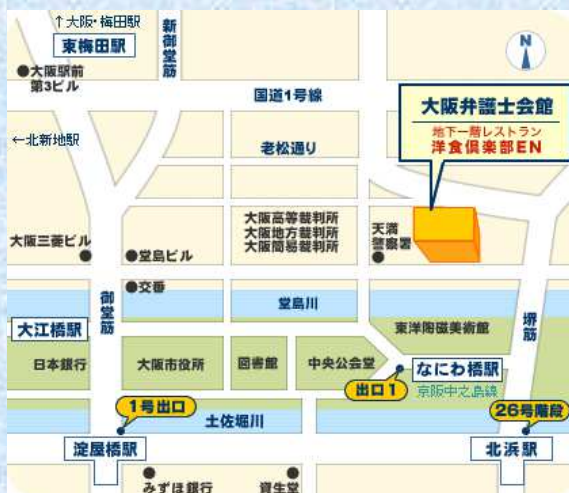 ↑大阪・梅田駅
東梅田駅
新御堂筋
N
●大阪駅前
第3ビル
国道1号線
大阪弁護士会館
地下一階レストラン
洋食倶楽部EN
←北新地駅
老松通り
大阪高等裁判所
大阪地方裁判所
大阪簡易裁判所
天満
警察署
大阪三菱ビル
●堂島ビル
●交番
御堂筋
堂島川
堺筋
大江橋駅
東洋陶磁美術館
日本銀行
大阪市役所
図書館
中央公会堂
なにわ橋駅
京阪中之島線
出口1
1号出口
土佐堀川
26号階段
淀屋橋駅
北浜駅
みずほ銀行
資生堂